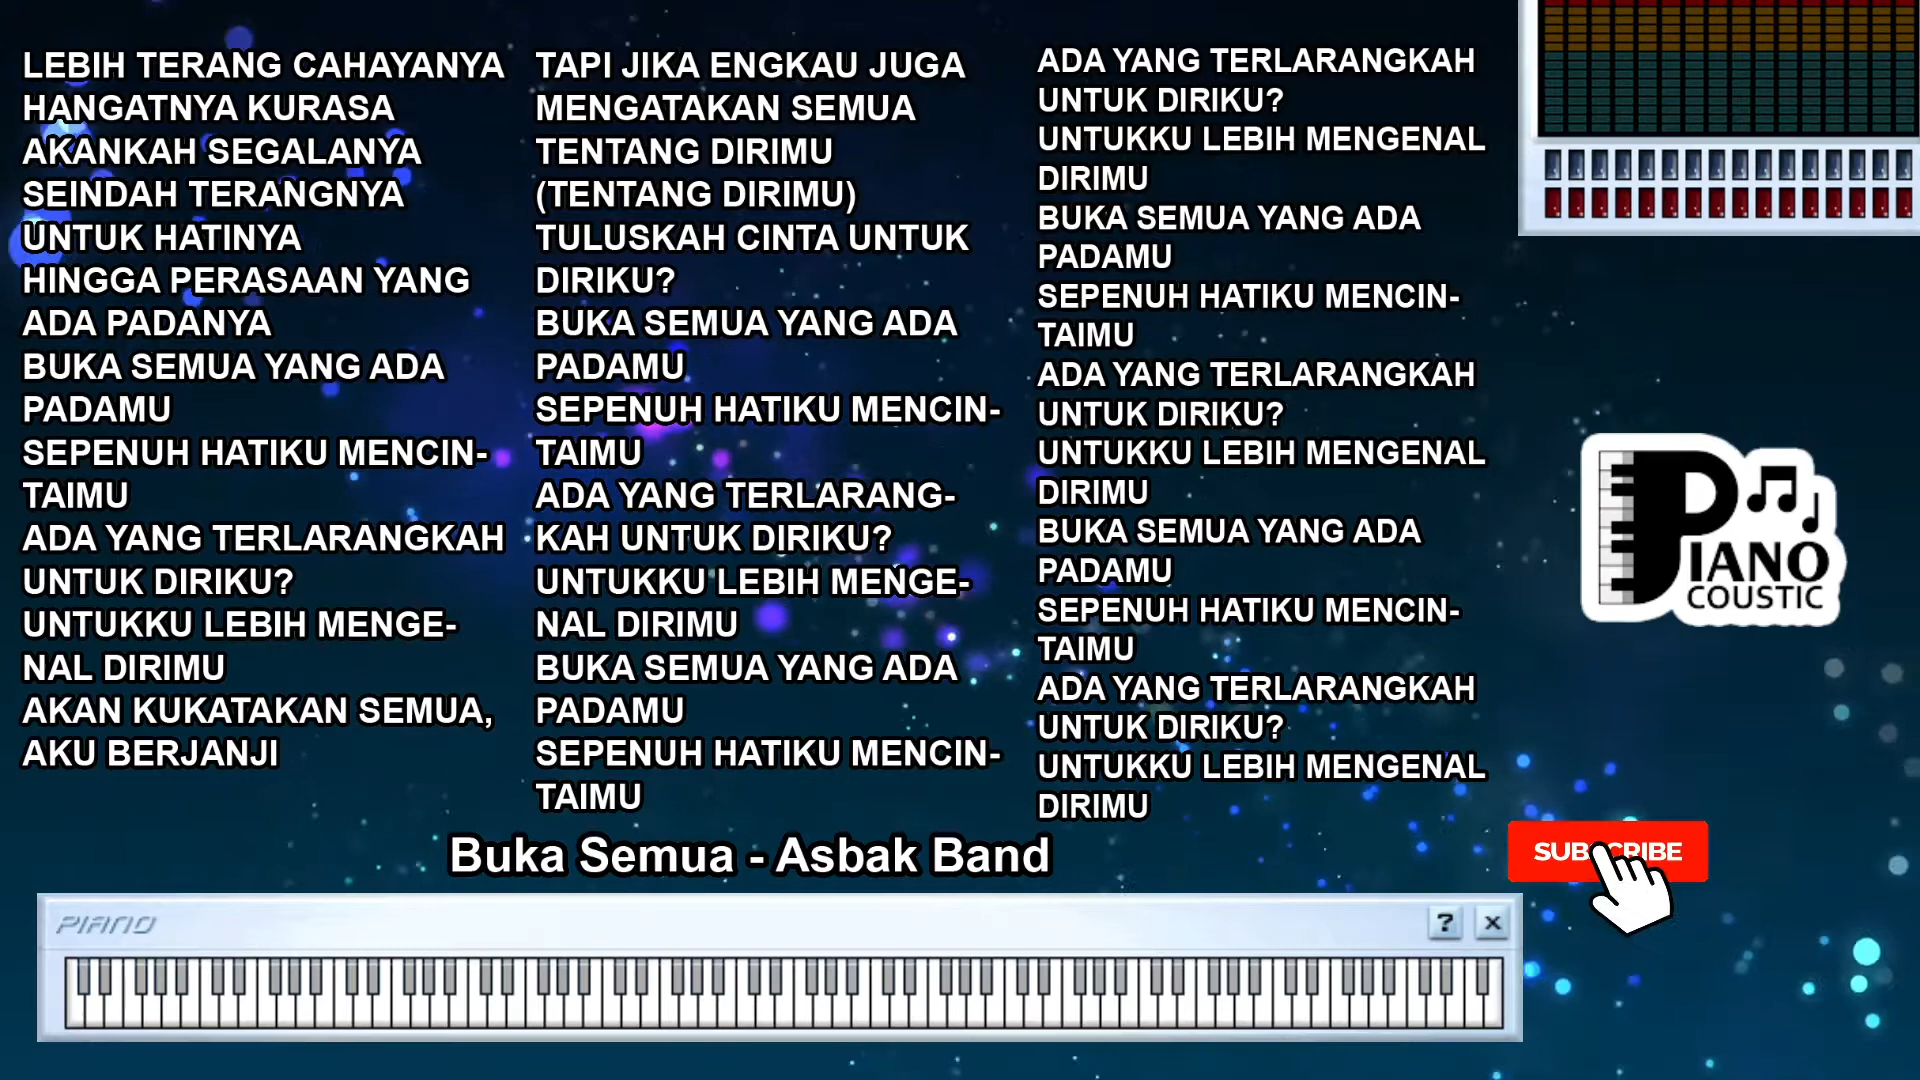 LEBIH TERANG CAHAYANYA
HANGATNYA KURASA
AKANKAH SEGALANYA
SEINDAH TERANGNYA
UNTUK HATINYA
HINGGA PERASAAN YANG
ADA PADANYA
BUKA SEMUA YANG ADA
PADAMU
SEPENUH HATIKU MENCIN-
TAIMU
ADA YANG TERLARANGKAH
UNTUK DIRIKU?
UNTUKKU LEBIH MENGE-
NAL DIRIMU
AKAN KUKATAKAN SEMUA,
AKU BERJANJI
TAPI JIKA ENGKAU JUGA
MENGATAKAN SEMUA
TENTANG DIRIMU
(TENTANG DIRIMU)
TULUSKAH CINTA UNTUK
DIRIKU?
BUKA SEMUA YANG ADA
PADAMU
SEPENUH HATIKU MENCIN-
TAIMU
ADA YANG TERLARANG-
KAH UNTUK DIRIKU?
UNTUKKU LEBIH MENGE-
NAL DIRIMU
BUKA SEMUA YANG ADA
PADAMU
SEPENUH HATIKU MENCIN-
TAIMU
ADA YANG TERLARANGKAH
UNTUK DIRIKU?
UNTUKKU LEBIH MENGENAL
DIRIMU
BUKA SEMUA YANG ADA
PADAMU
SEPENUH HATIKU MENCIN-
TAIMU
ADA YANG TERLARANGKAH
UNTUK DIRIKU?
UNTUKKU LEBIH MENGENAL
DIRIMU
BUKA SEMUA YANG ADA
PADAMU
SEPENUH HATIKU MENCIN-
TAIMU
ADA YANG TERLARANGKAH
UNTUK DIRIKU?
UNTUKKU LEBIH MENGENAL
DIRIMU
PIANO
COUSTIC
Buka Semua - Asbak Band
SUBSCRIBE
PIANO
? x